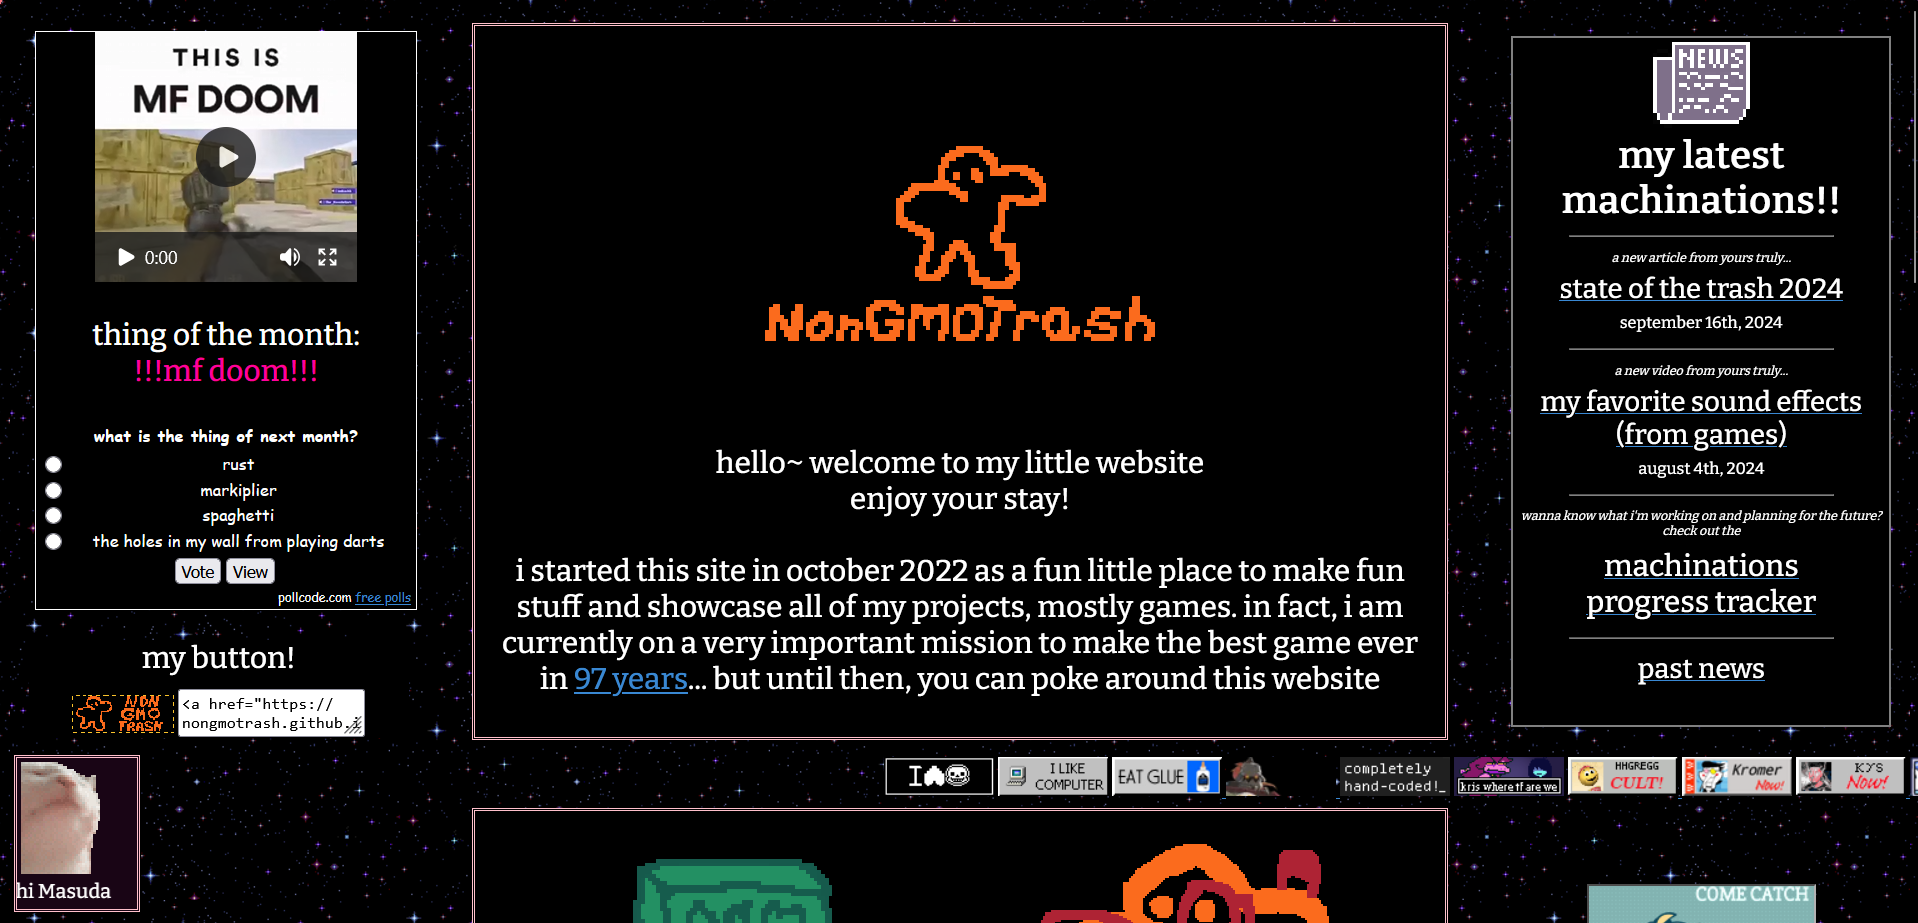 THIS IS
MF DOOM
0:00
thing of the month:
!!!mf doom!!!
what is the thing of next month?
rust
markiplier
spaghetti
the holes in my wall from playing darts
Vote View
pollcode.com free polls
my button!
NON
GMO
TRASH
<a href="https://
nongmotrash.github.i
hi Masuda
NonGMOTrash
hello~ welcome to my little website
enjoy your stay!
i started this site in october 2022 as a fun little place to make fun
stuff and showcase all of my projects, mostly games. in fact, i am
currently on a very important mission to make the best game ever
in 97 years... but until then, you can poke around this website
I
I LIKE
COMPUTER
EAT GLUE
completely
hand-coded!_
kris where tf are we
HHGREGG
CULT!
Kromer
Now!
KYS
Now!
NEWS
my latest
machinations!!
a new article from yours truly...
state of the trash 2024
september 16th, 2024
a new video from yours truly...
my favorite sound effects
(from games)
august 4th, 2024
wanna know what i'm working on and planning for the future?
check out the
machinations
progress tracker
past news
COME CATCH